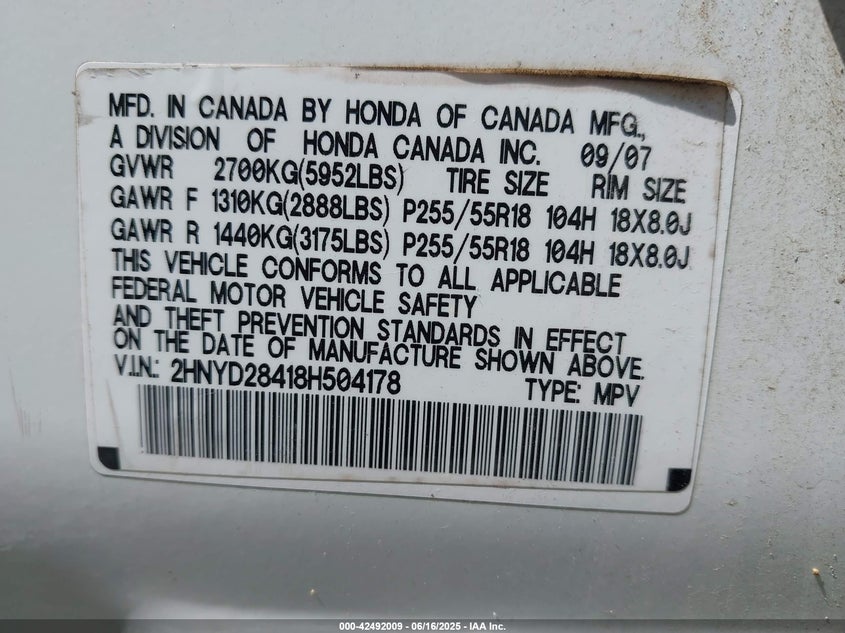 MFD. IN CANADA BY HONDA OF CANADA MFG.,
A DIVISION OF HONDA CANADA INC. 09/07
GVWR 2700KG(5952LBS) TIRE SIZE RIM SIZE
GAWR F 1310KG(2888LBS) P255/55R18 104H 18X8.0J
GAWR R 1440KG(3175LBS) P255/55R18 104H 18X8.0J
THIS VEHICLE CONFORMS TO ALL APPLICABLE
FEDERAL MOTOR VEHICLE SAFETY
AND THEFT PREVENTION STANDARDS IN EFFECT
ON THE DATE OF MANUFACTURE SHOWN ABOVE.
V.I.N.: 2HNYD28418H504178 TYPE: MPV
000-42492009 - 06/16/2025 - IAA Inc.